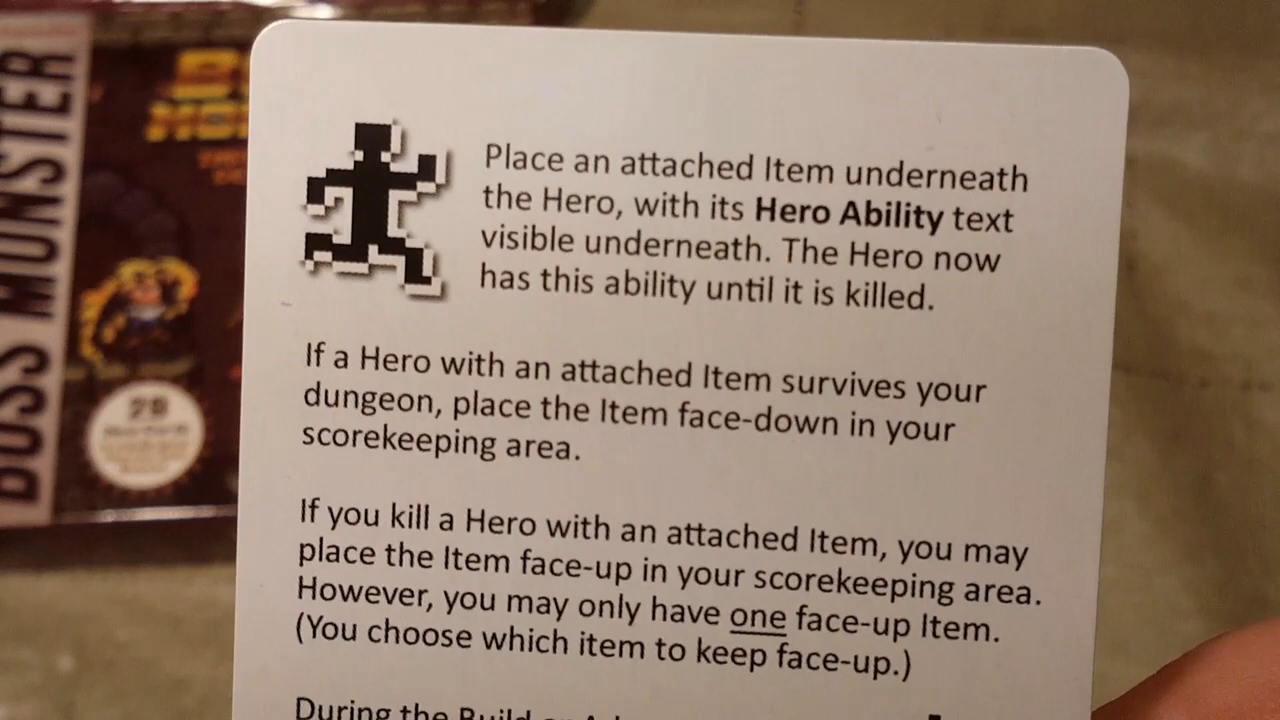 BOSS MONSTER
28
Place an attached Item underneath
the Hero, with its Hero Ability text
visible underneath. The Hero now
has this ability until it is killed.
If a Hero with an attached Item survives your
dungeon, place the Item face-down in your
scorekeeping area.
If you kill a Hero with an attached Item, you may
place the Item face-up in your scorekeeping area.
However, you may only have one face-up Item.
(You choose which item to keep face-up.)
During the Build